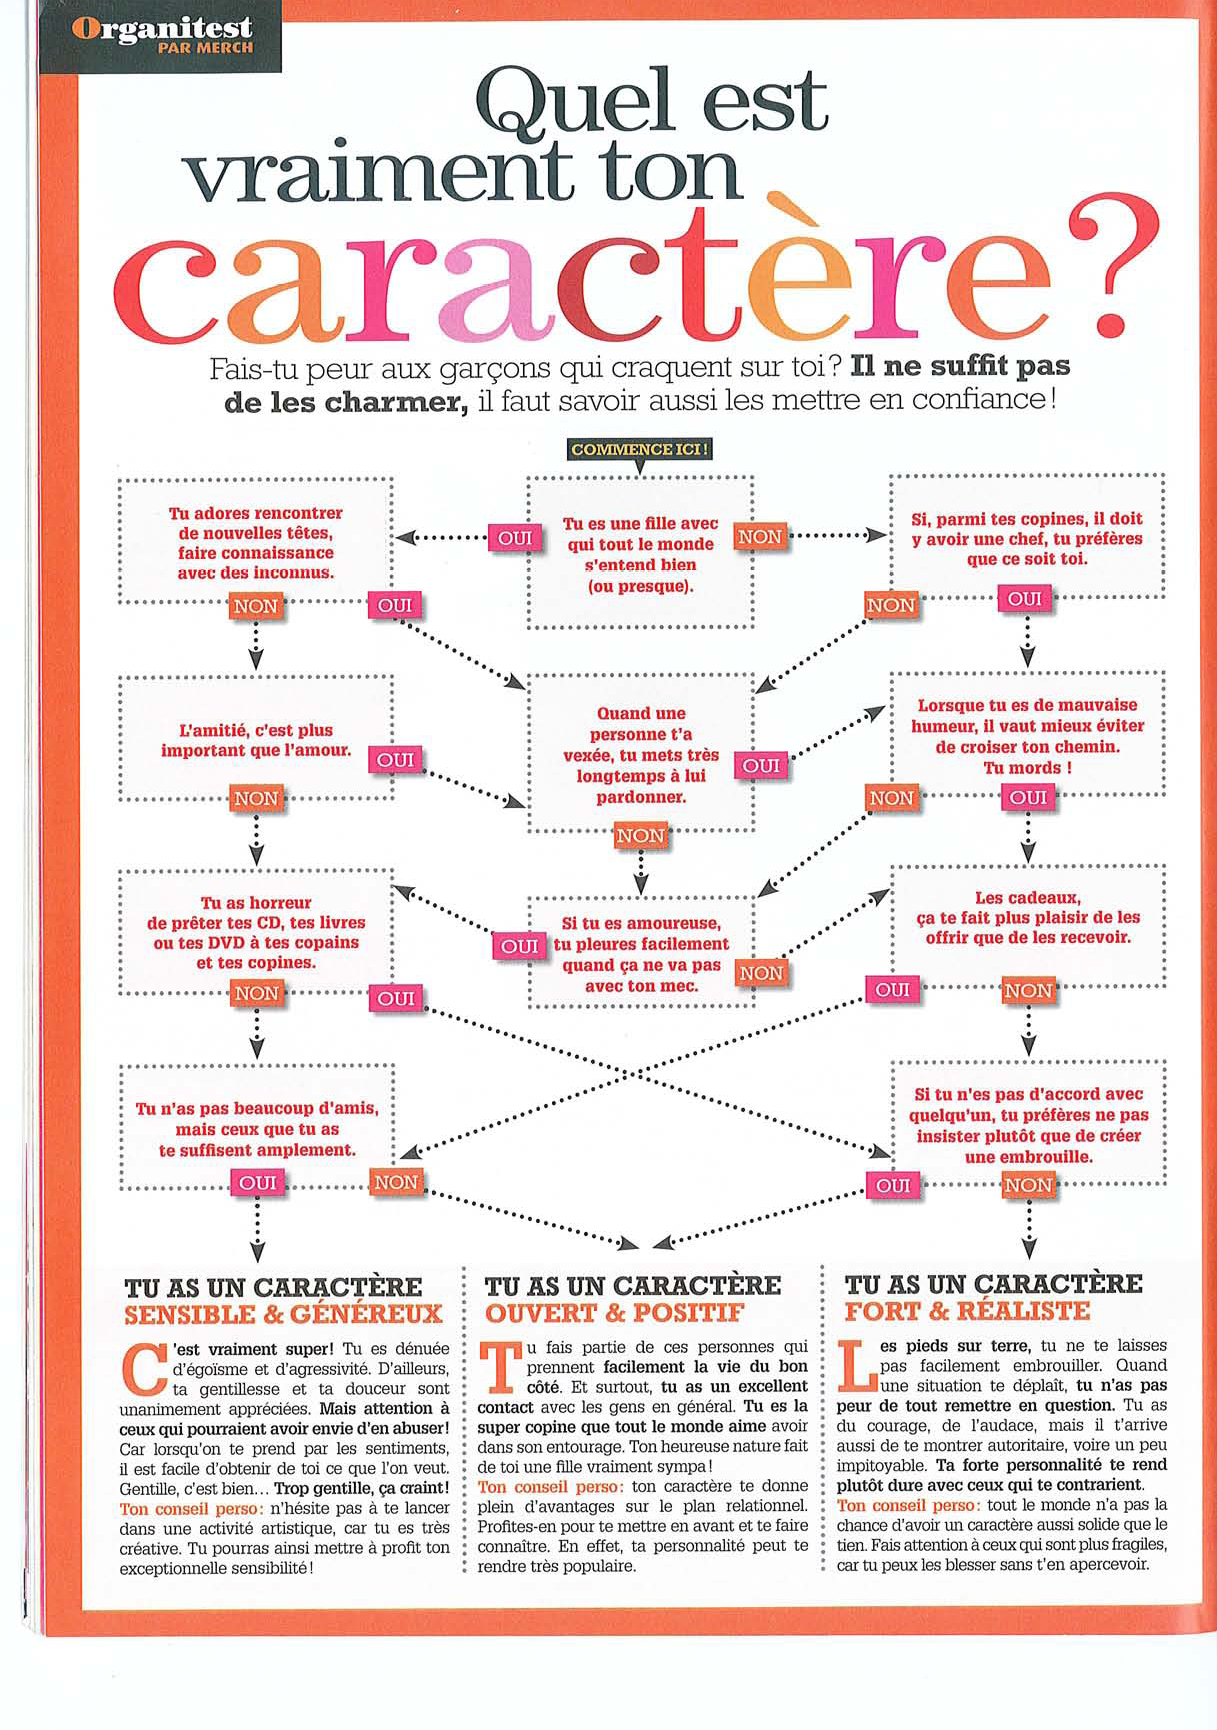 Organitest
PAR MERCH
Quel est
vraiment ton
caractère ?
Fais-tu peur aux garçons qui craquent sur toi ? Il ne suffit pas
de les charmer, il faut savoir aussi les mettre en confiance !
COMMENCE ICI !
Tu adores rencontrer
de nouvelles têtes,
faire connaissance
avec des inconnus.
NON
OUI
Tu es une fille avec
qui tout le monde
s'entend bien
(ou presque).
OUI
NON
Si, parmi tes copines, il doit
y avoir une chef, tu préfères
que ce soit toi.
NON
OUI
L'amitié, c'est plus
important que l'amour.
OUI
NON
Quand une
personne t'a
vexée, tu mets très
longtemps à lui
pardonner.
OUI
NON
Lorsque tu es de mauvaise
humeur, il vaut mieux éviter
de croiser ton chemin.
Tu mords !
NON
OUI
Tu as horreur
de prêter tes CD, tes livres
ou tes DVD à tes copains
et tes copines.
NON
OUI
Si tu es amoureuse,
tu pleures facilement
quand ça ne va pas
avec ton mec.
OUI
NON
Les cadeaux,
ça te fait plus plaisir de les
offrir que de les recevoir.
OUI
NON
Tu n'as pas beaucoup d'amis,
mais ceux que tu as
te suffisent amplement.
OUI
NON
Si tu n'es pas d'accord avec
quelqu'un, tu préfères ne pas
insister plutôt que de créer
une embrouille.
OUI
NON
TU AS UN CARACTÈRE
SENSIBLE & GÉNÉREUX
C'est vraiment super! Tu es dénuée
d'égoïsme et d'agressivité. D'ailleurs,
ta gentillesse et ta douceur sont
unanimement appréciées. Mais attention à
ceux qui pourraient avoir envie d'en abuser!
Car lorsqu'on te prend par les sentiments,
il est facile d'obtenir de toi ce que l'on veut.
Gentille, c'est bien... Trop gentille, ça craint!
Ton conseil perso : n'hésite pas à te lancer
dans une activité artistique, car tu es très
créative. Tu pourras ainsi mettre à profit ton
exceptionnelle sensibilité !
TU AS UN CARACTÈRE
OUVERT & POSITIF
Tu fais partie de ces personnes qui
prennent facilement la vie du bon
côté. Et surtout, tu as un excellent
contact avec les gens en général. Tu es la
super copine que tout le monde aime avoir
dans son entourage. Ton heureuse nature fait
de toi une fille vraiment sympa !
Ton conseil perso : ton caractère te donne
plein d'avantages sur le plan relationnel.
Profites-en pour te mettre en avant et te faire
connaître. En effet, ta personnalité peut te
rendre très populaire.
TU AS UN CARACTÈRE
FORT & RÉALISTE
Les pieds sur terre, tu ne te laisses
pas facilement embrouiller. Quand
une situation te déplaît, tu n'as pas
peur de tout remettre en question. Tu as
du courage, de l'audace, mais il t'arrive
aussi de te montrer autoritaire, voire un peu
impitoyable. Ta forte personnalité te rend
plutôt dure avec ceux qui te contrarient.
Ton conseil perso : tout le monde n'a pas la
chance d'avoir un caractère aussi solide que le
tien. Fais attention à ceux qui sont plus fragiles,
car tu peux les blesser sans t'en apercevoir.